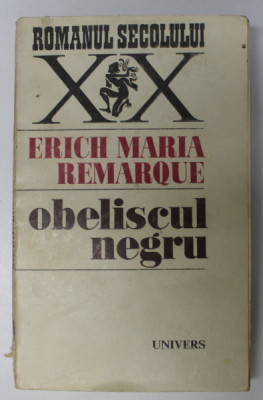 ROMANUL SECOLULUI
XX
ERICH MARIA
REMARQUE
obeliscul
negru
UNIVERS